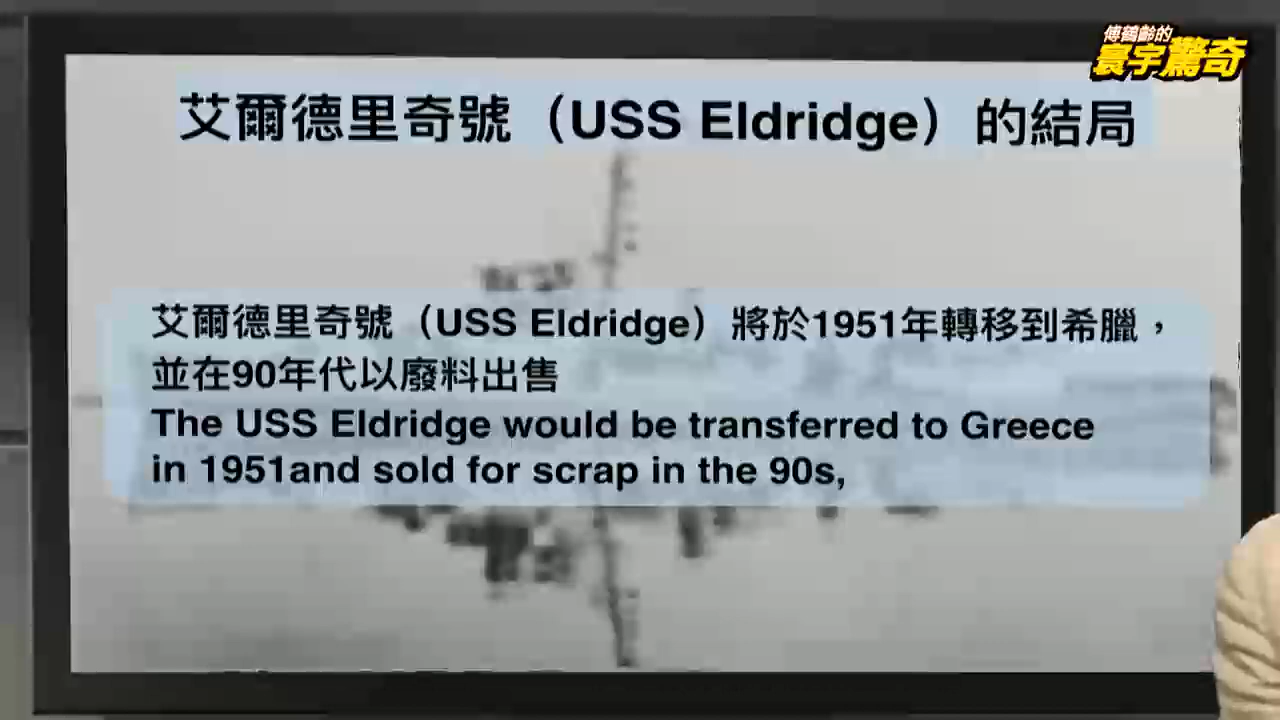 傅鶴齡的
寰宇驚奇
艾爾德里奇號（USS Eldridge）的結局
艾爾德里奇號（USS Eldridge）將於1951年轉移到希臘，
並在90年代以廢料出售
The USS Eldridge would be transferred to Greece
in 1951and sold for scrap in the 90s,